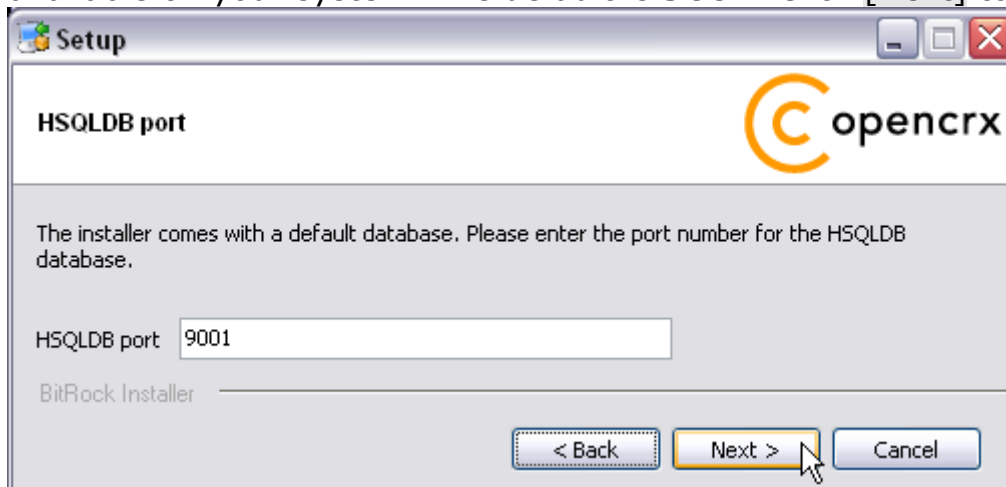 Setup
HSQLDB port
opencrx
The installer comes with a default database. Please enter the port number for the HSQLDB
database.
HSQLDB port 9001
BitRock Installer
< Back Next > Cancel